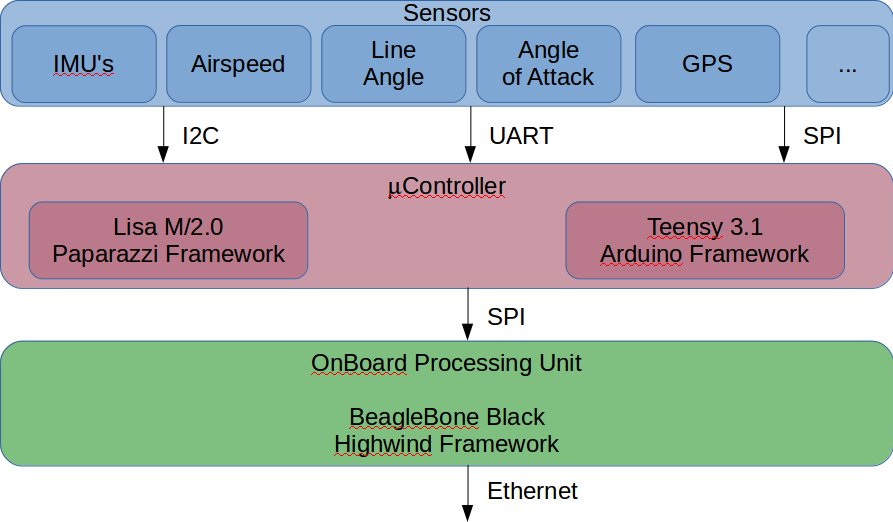 Sensors
IMU's
Airspeed
Line
Angle
Angle
of Attack
GPS
...
I2C
UART
SPI
µController
Lisa M/2.0
Paparazzi Framework
Teensy 3.1
Arduino Framework
SPI
OnBoard Processing Unit
BeagleBone Black
Highwind Framework
Ethernet